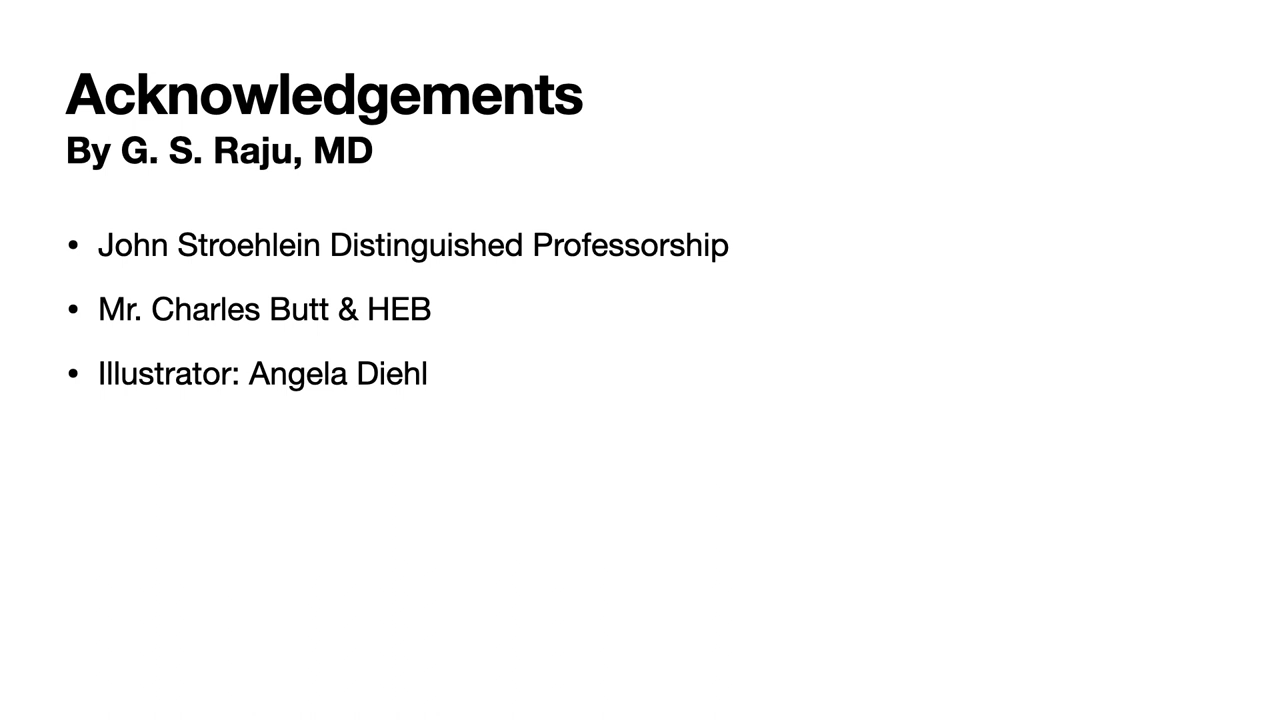 Acknowledgements
By G. S. Raju, MD
• John Stroehlein Distinguished Professorship
• Mr. Charles Butt & HEB
• Illustrator: Angela Diehl